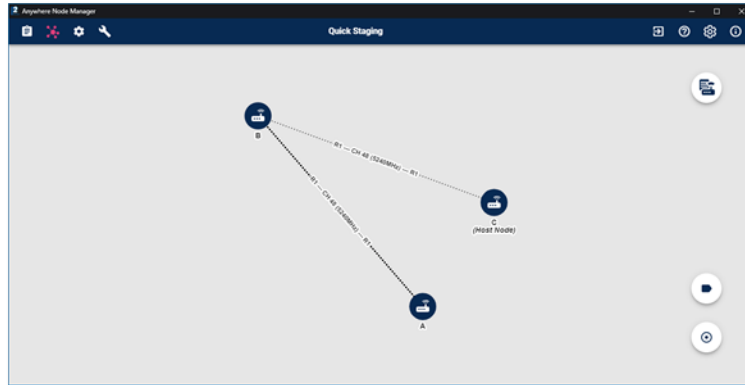 Anywhere Node Manager
Quick Staging
B
R1 — CH 48 (5240MHz) — R1
R1 — CH 48 (5240MHz) — R1
C
(Host Node)
A